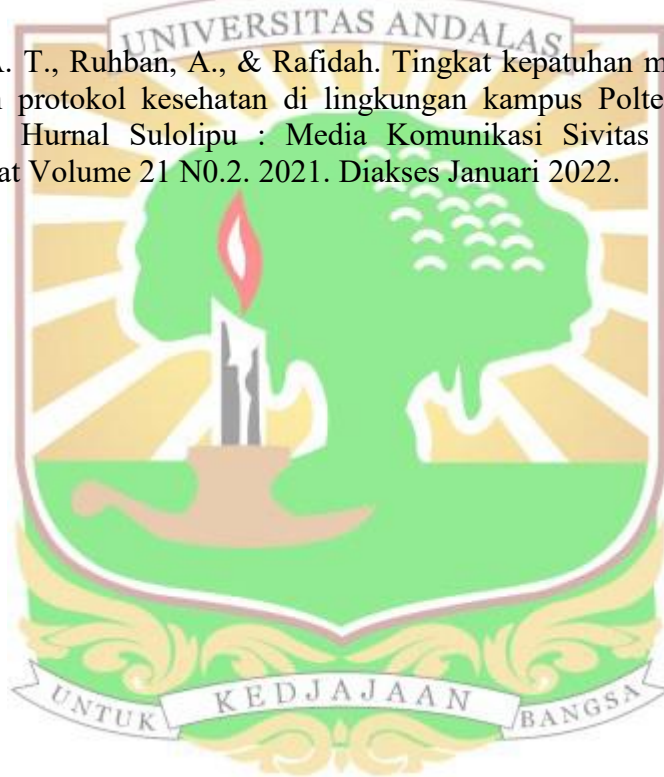 UNIVERSITAS ANDALAS
A. T., Ruhban, A., & Rafidah. Tingkat kepatuhan m
protokol kesehatan di lingkungan kampus Polte
Hurnal Sulolipu : Media Komunikasi Sivitas
at Volume 21 N0.2. 2021. Diakses Januari 2022.
UNTUK KEDJAJAAN BANGSA